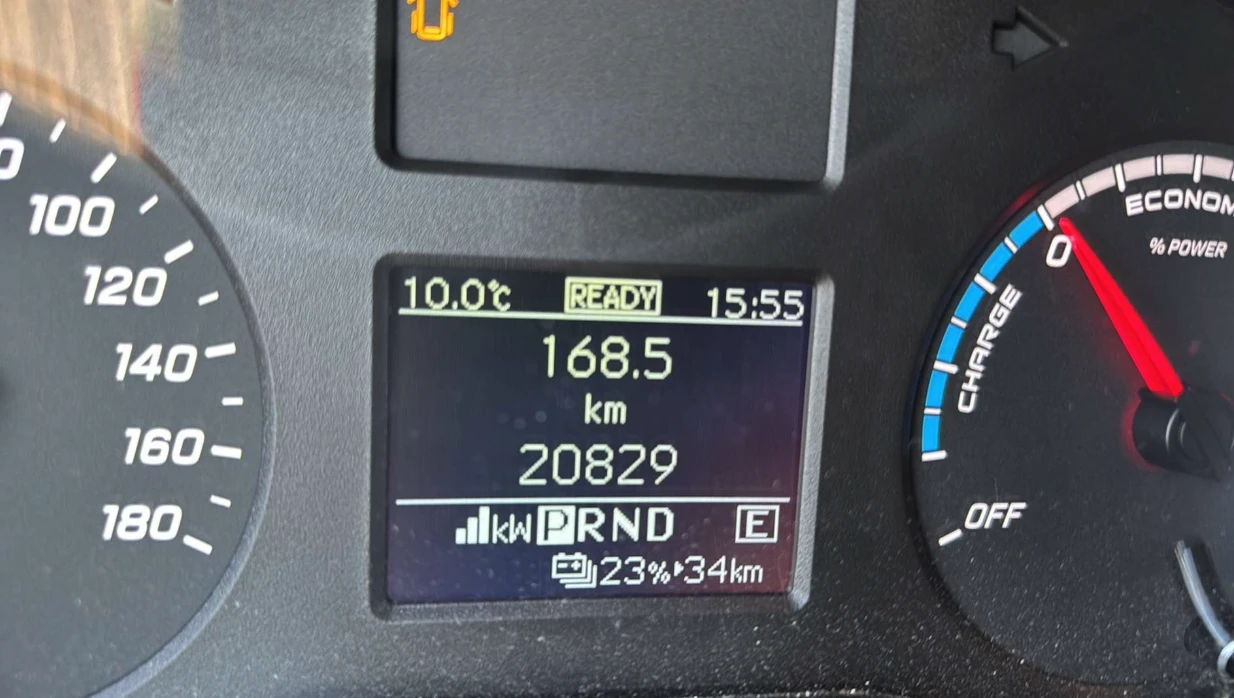 100
120
140
160
180
10.0°C READY 15:55
168.5
km
20829
kW PRND E
23%▸34km
ECONOM
% POWER
0
CHARGE
OFF